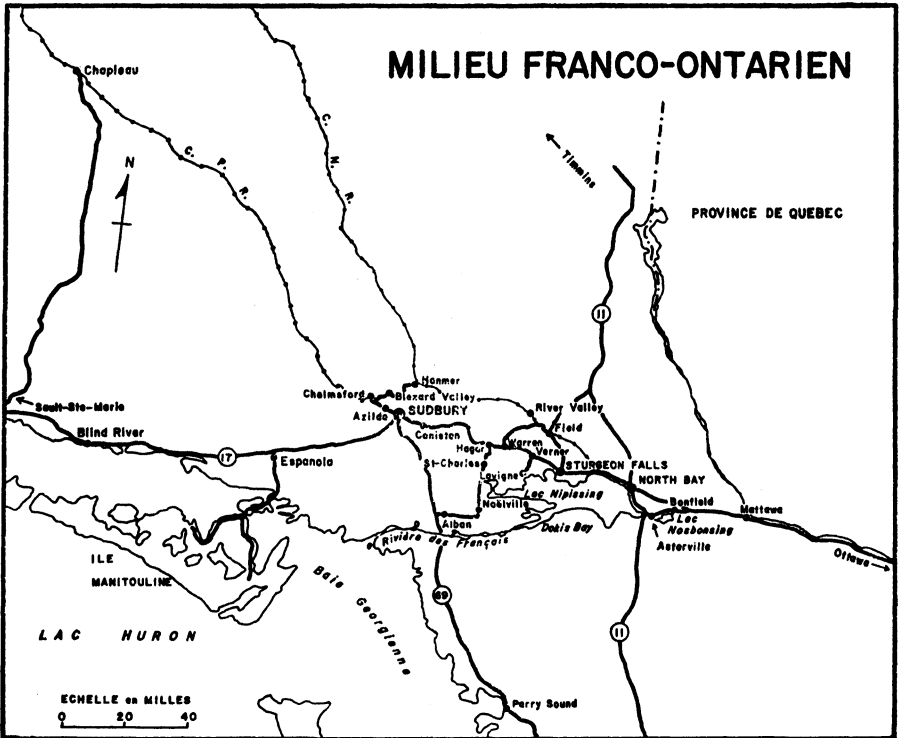 MILIEU FRANCO-ONTARIEN
Chapleau
C. P. R.
C. N. R.
N
Timmins
PROVINCE DE QUEBEC
11
Hanmer
Chelmsford
Blezard Valley
Azilda
SUDBURY
River Valley
Sault-Ste-Marie
Coniston
Field
Blind River
Hagar
Warren
Verner
17
Espanola
St-Charles
STURGEON FALLS
Lavigne
NORTH BAY
Lac Nipissing
Bonfield
Noëlville
Mattawa
Alban
Dokis Bay
Lac
Nosbonsing
Rivière des Français
Astorville
Ottawa
ILE
MANITOULINE
Baie Georgienne
69
11
LAC HURON
ECHELLE en MILLES
0 20 40
Parry Sound